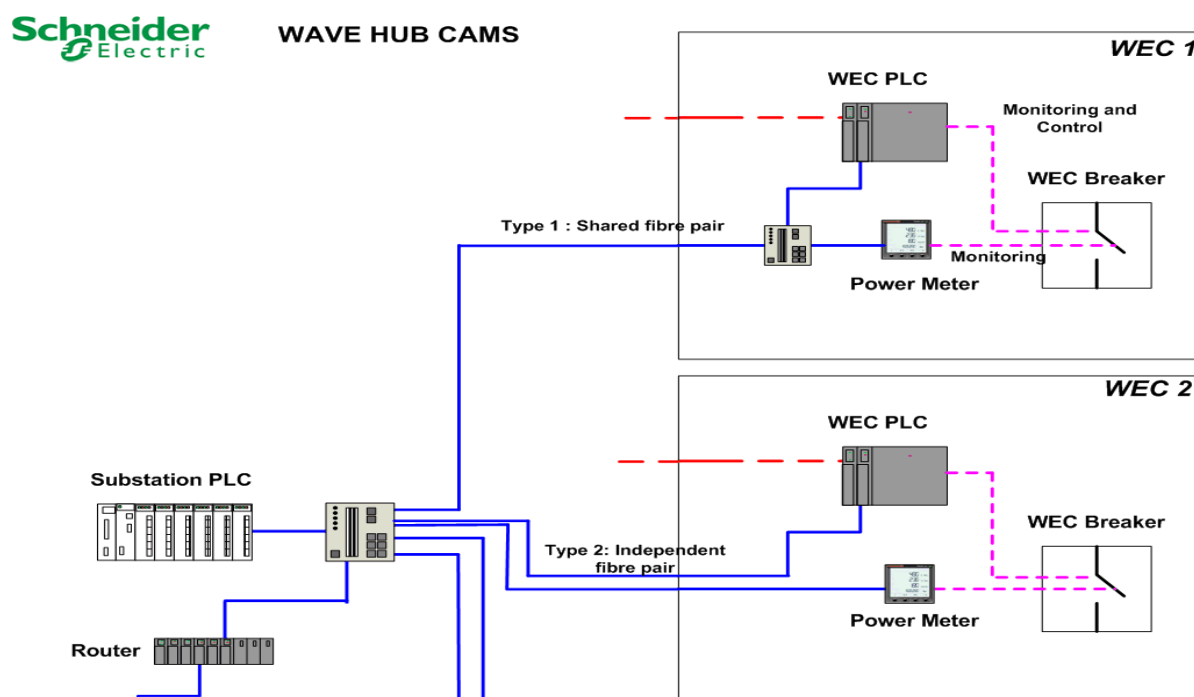 Schneider
Electric
WAVE HUB CAMS
WEC 1
WEC PLC
Monitoring and
Control
WEC Breaker
Type 1 : Shared fibre pair
Monitoring
Power Meter
WEC 2
WEC PLC
Substation PLC
WEC Breaker
Type 2: Independent
fibre pair
Power Meter
Router